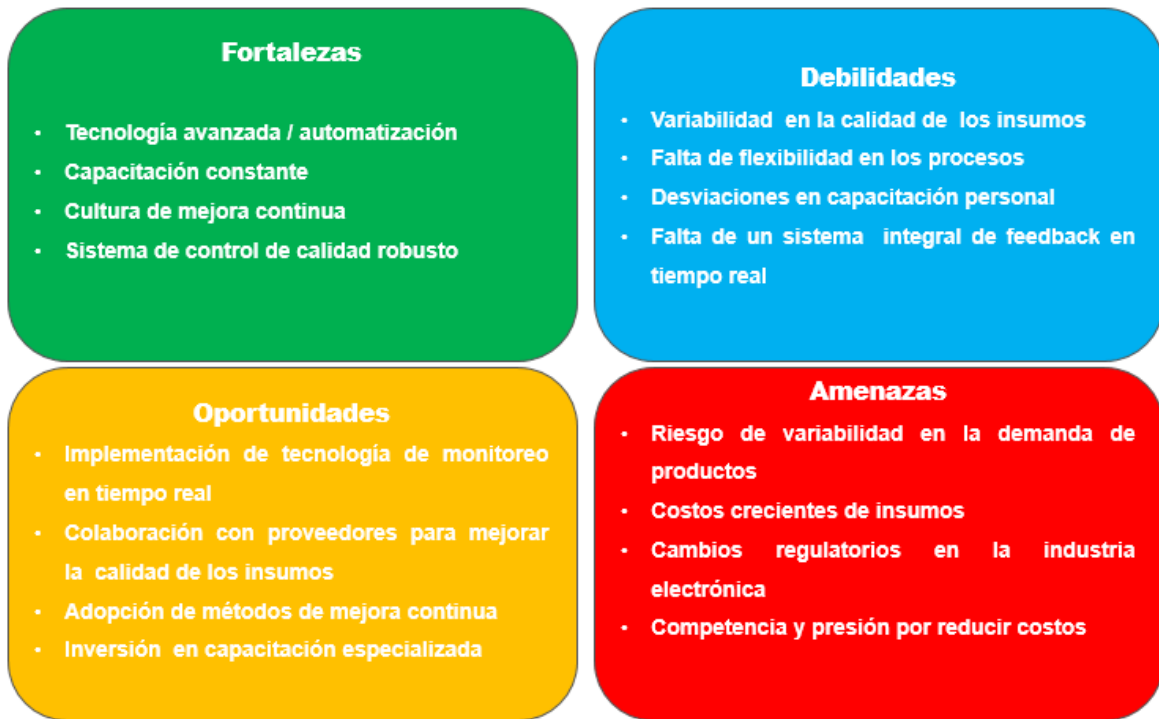 Fortalezas
• Tecnología avanzada / automatización
• Capacitación constante
• Cultura de mejora continua
• Sistema de control de calidad robusto
Debilidades
• Variabilidad en la calidad de los insumos
• Falta de flexibilidad en los procesos
• Desviaciones en capacitación personal
• Falta de un sistema integral de feedback en
tiempo real
Oportunidades
• Implementación de tecnología de monitoreo
en tiempo real
• Colaboración con proveedores para mejorar
la calidad de los insumos
• Adopción de métodos de mejora continua
• Inversión en capacitación especializada
Amenazas
• Riesgo de variabilidad en la demanda de
productos
• Costos crecientes de insumos
• Cambios regulatorios en la industria
electrónica
• Competencia y presión por reducir costos